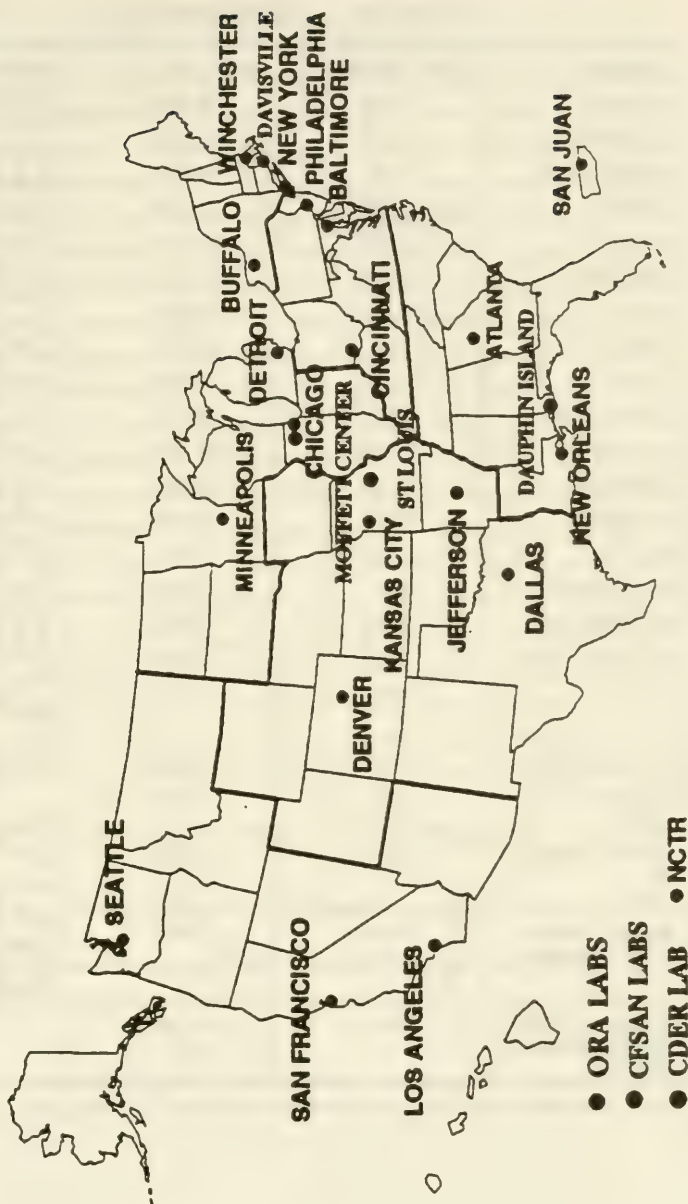 SEATTLE
SAN FRANCISCO
LOS ANGELES
DENVER
MINNEAPOLIS
CHICAGO
MOFFETT CENTER
ST LOUIS
KANSAS CITY
JEFFERSON
DALLAS
DETROIT
BUFFALO
CINCINNATI
WINCHESTER
DAVISVILLE
NEW YORK
PHILADELPHIA
BALTIMORE
ATLANTA
DAUPHIN ISLAND
NEW ORLEANS
SAN JUAN
ORA LABS
CFSAN LABS
CDER LAB
NCTR